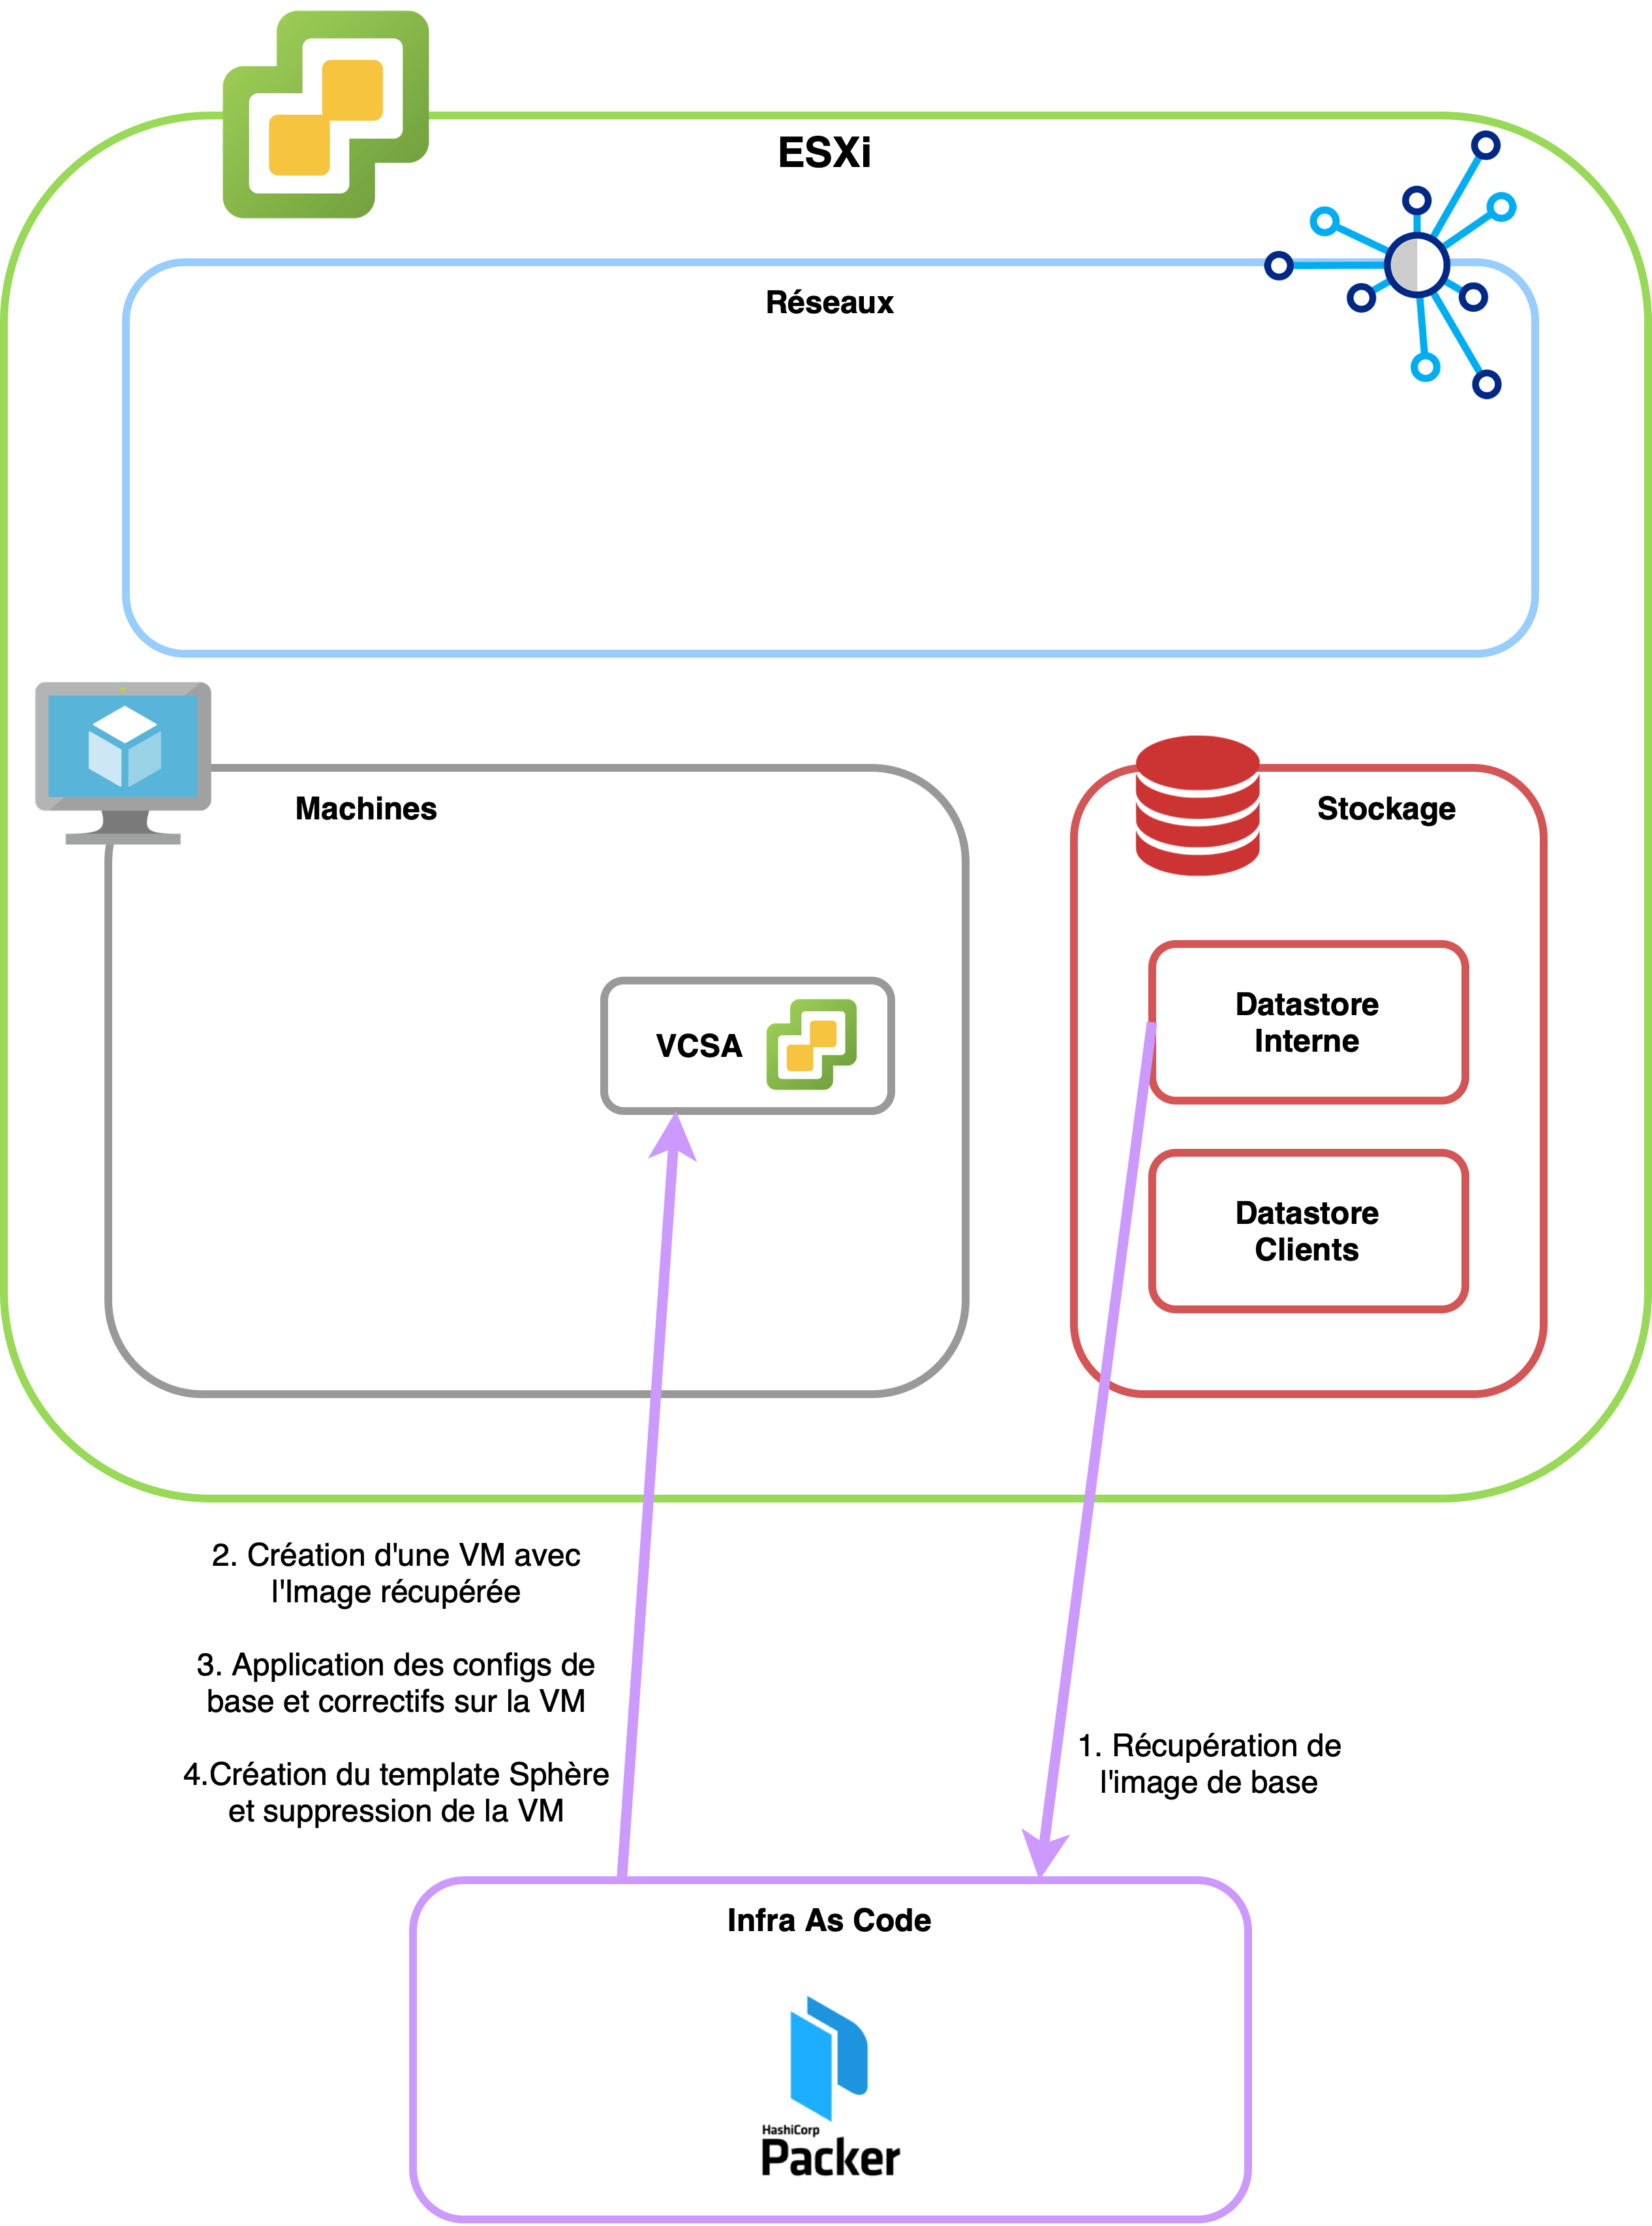 ESXi
Réseaux
Machines
Stockage
VCSA
Datastore
Interne
Datastore
Clients
2. Création d'une VM avec
l'Image récupérée
3. Application des configs de
base et correctifs sur la VM
4.Création du template Sphère
et suppression de la VM
1. Récupération de
l'image de base
Infra As Code
HashiCorp
Packer